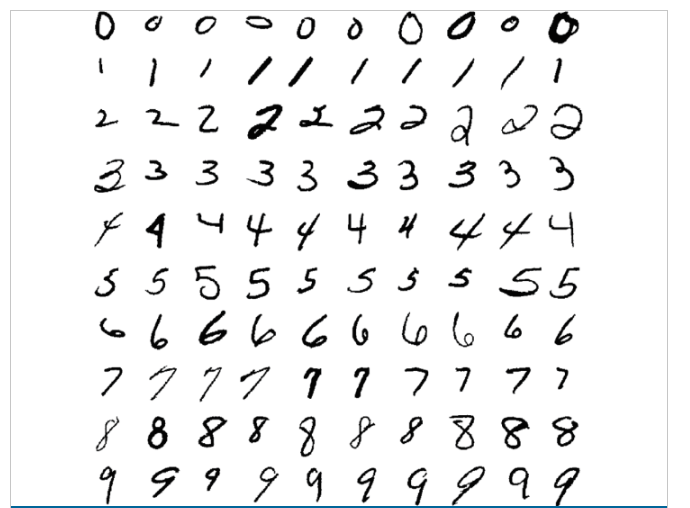 0 0 0 0 0 0 0 0 0 0
1 1 1 1 1 1 1 1 1 1
2 2 2 2 2 2 2 2 2 2
3 3 3 3 3 3 3 3 3 3
4 4 4 4 4 4 4 4 4 4
5 5 5 5 5 5 5 5 5 5
6 6 6 6 6 6 6 6 6 6
7 7 7 7 7 7 7 7 7 7
8 8 8 8 8 8 8 8 8 8
9 9 9 9 9 9 9 9 9 9